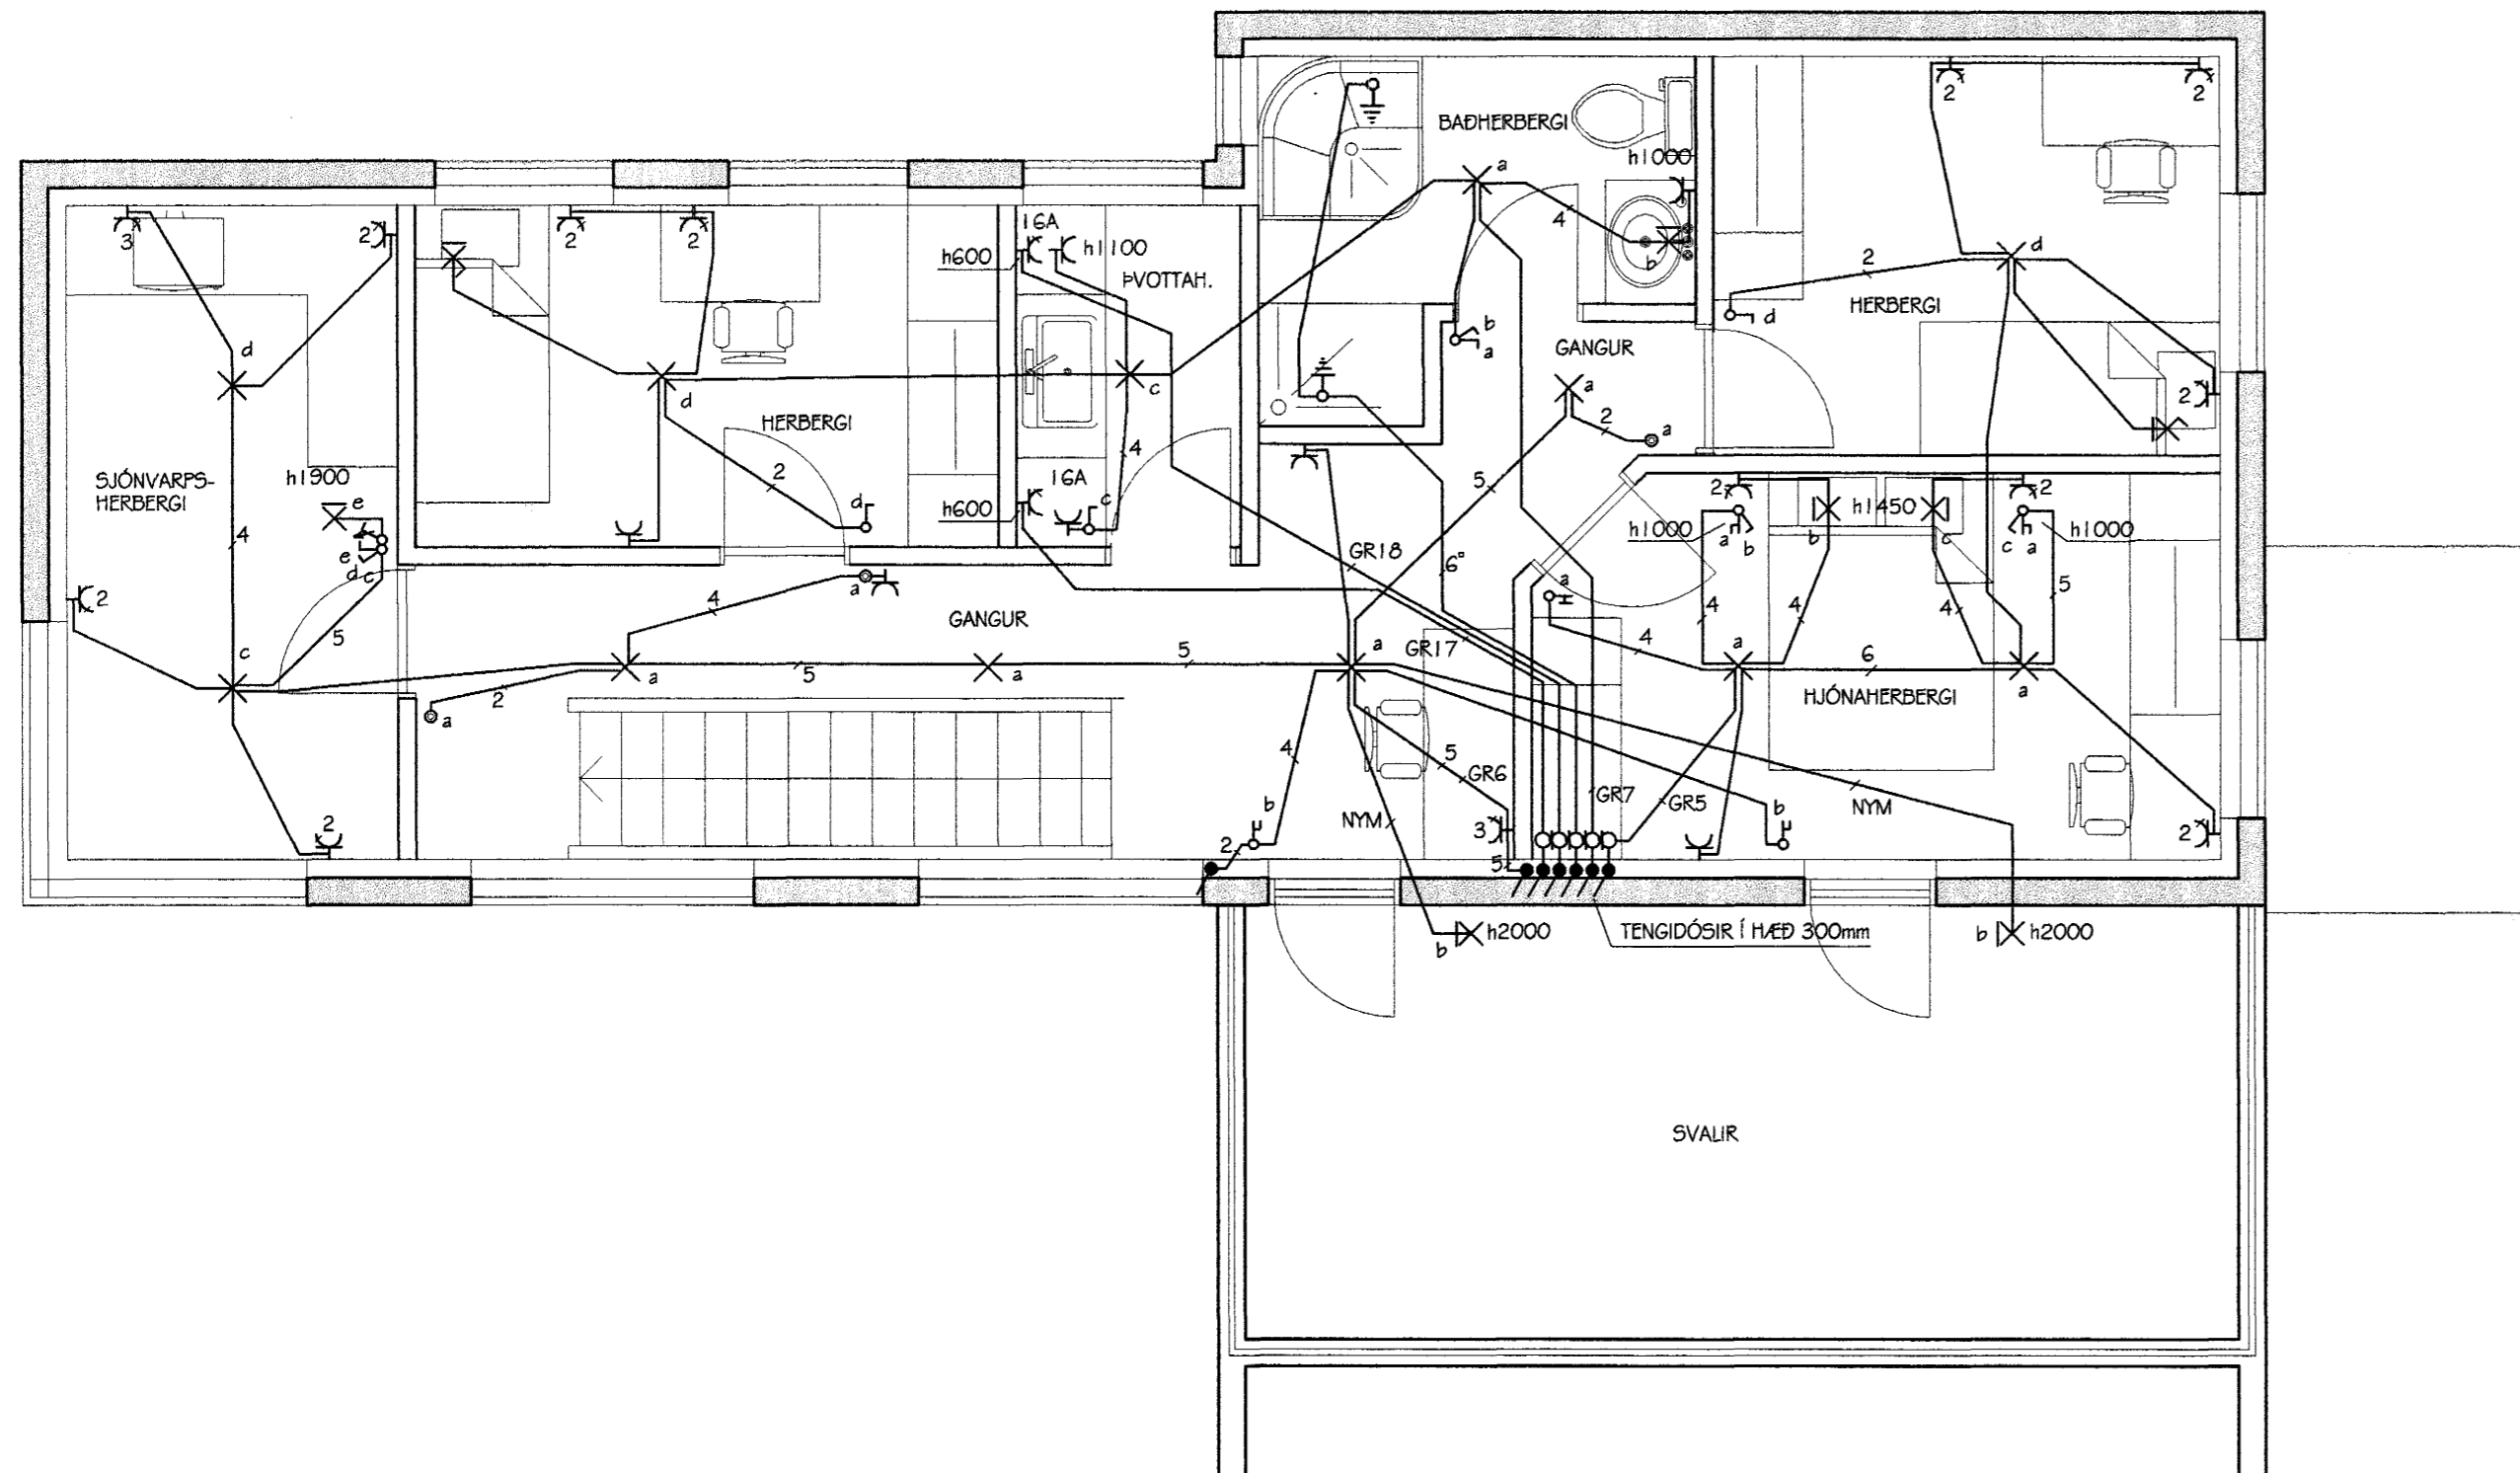 BAÐHERBERGI
h1000
a
4
b
2
2
d
2
d
HERBERGI
2
3
2
d
4
SJÓNVARPS-
HERBERGI
h1900
e
e
d
c
5
2
c
2
2
2
d
HERBERGI
2
d
16A
h600
h1100
ÞVOTTAH.
c
4
16A
h600
c
b
a
GANGUR
a
2
a
5
GR18
6°
GR17
a
4
a
GANGUR
2
a
a
5
a
5
a
4
b
2
NYM
5
GR6
3
5
GR7
GR5
a
4
2
h1000
a
b
4
b
4
h1450
c
4
2
c
a
h1000
5
a
6
a
HJÓNAHERBERGI
b
NYM
2
b
h2000
TENGIDÓSIR Í HÆÐ 300mm
b
h2000
SVALIR